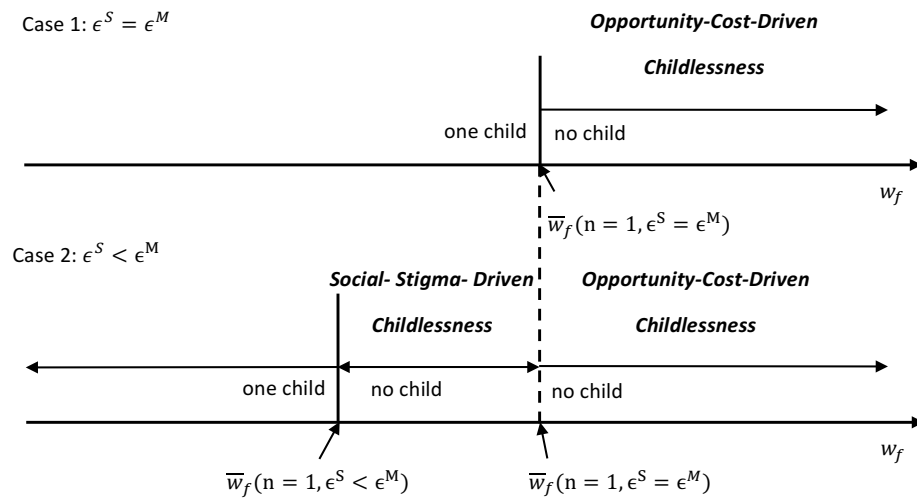 Case 1: ϵ^S = ϵ^M
Opportunity-Cost-Driven
Childlessness
one child
no child
w_f
w̅_f(n = 1, ϵ^S = ϵ^M)
Case 2: ϵ^S < ϵ^M
Social- Stigma- Driven
Childlessness
Opportunity-Cost-Driven
Childlessness
one child
no child
no child
w_f
w̅_f(n = 1, ϵ^S < ϵ^M)
w̅_f(n = 1, ϵ^S = ϵ^M)